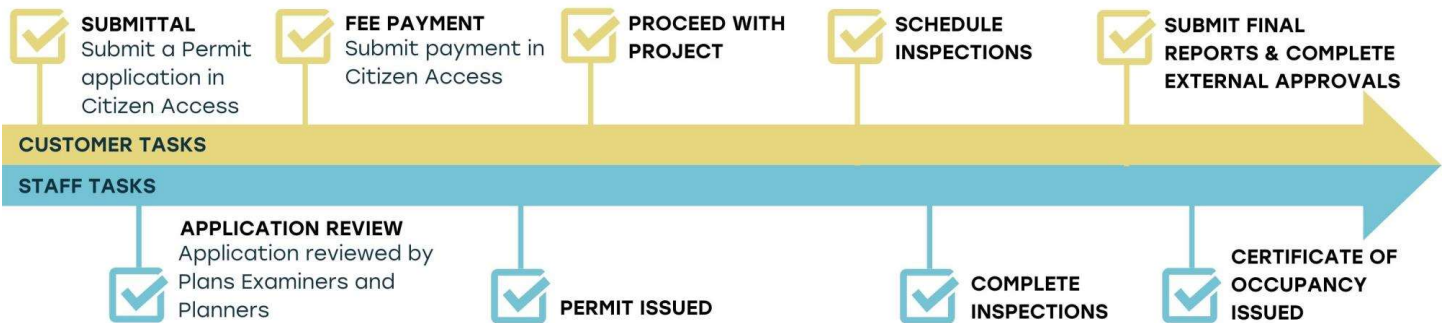 SUBMITTAL
Submit a Permit
application in
Citizen Access
FEE PAYMENT
Submit payment in
Citizen Access
PROCEED WITH
PROJECT
SCHEDULE
INSPECTIONS
SUBMIT FINAL
REPORTS & COMPLETE
EXTERNAL APPROVALS
CUSTOMER TASKS
STAFF TASKS
APPLICATION REVIEW
Application reviewed by
Plans Examiners and
Planners
PERMIT ISSUED
COMPLETE
INSPECTIONS
CERTIFICATE OF
OCCUPANCY
ISSUED